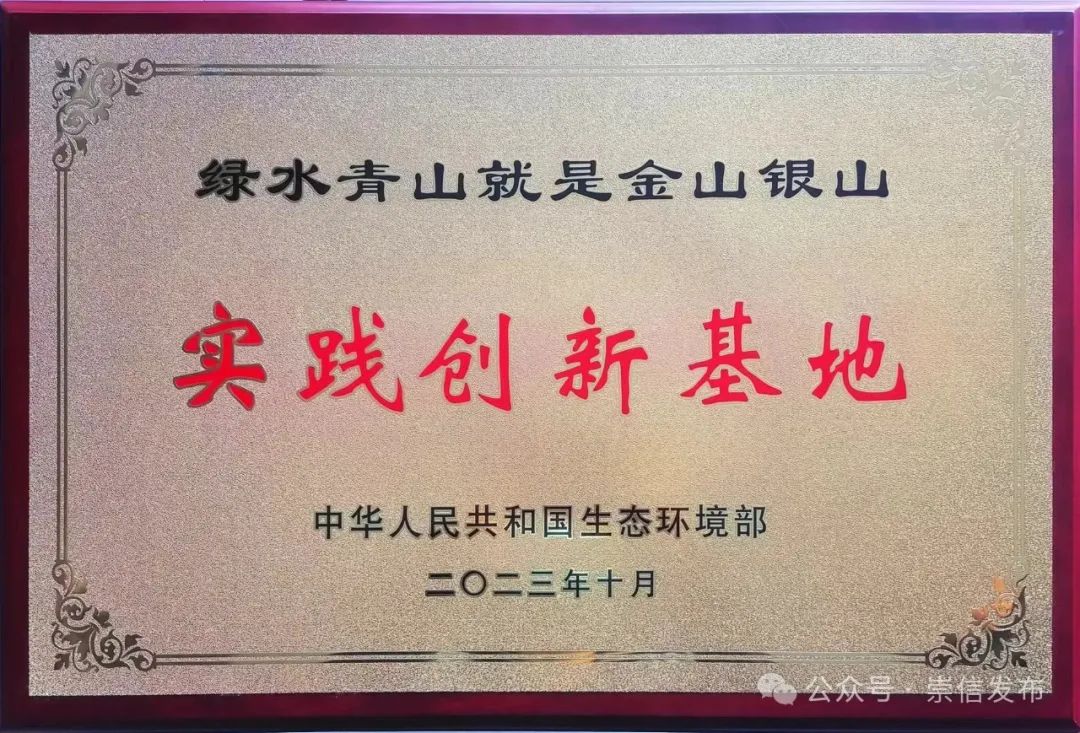 绿水青山就是金山银山
实践创新基地
中华人民共和国生态环境部
二〇二三年十月
公众号·崇信发布